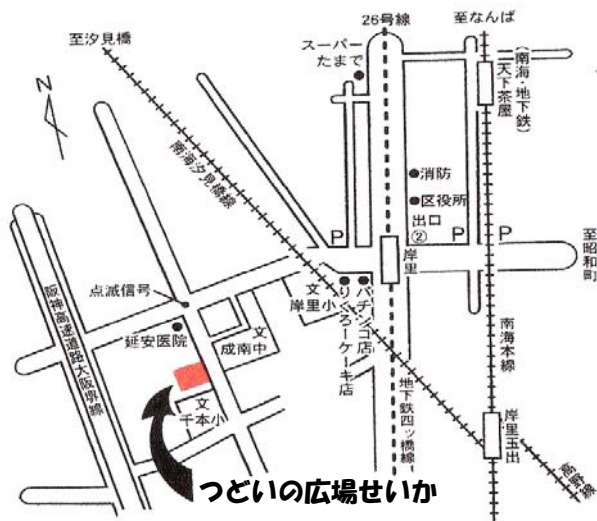 26号線
至なんば
至汐見橋
スーパー
たまで
(南海・地下鉄)
天下茶屋
N
南海汐見橋線
消防
区役所
出口
②
P
P
P
至昭和町
岸里
点滅信号
文
岸里小
パチンコ店
りくろーケーキ店
阪神高速道路大阪堺線
延安医院
文
成南中
南海本線
文
千本小
地下鉄四ッ橋線
岸里玉出
高野線
つどいの広場せいか